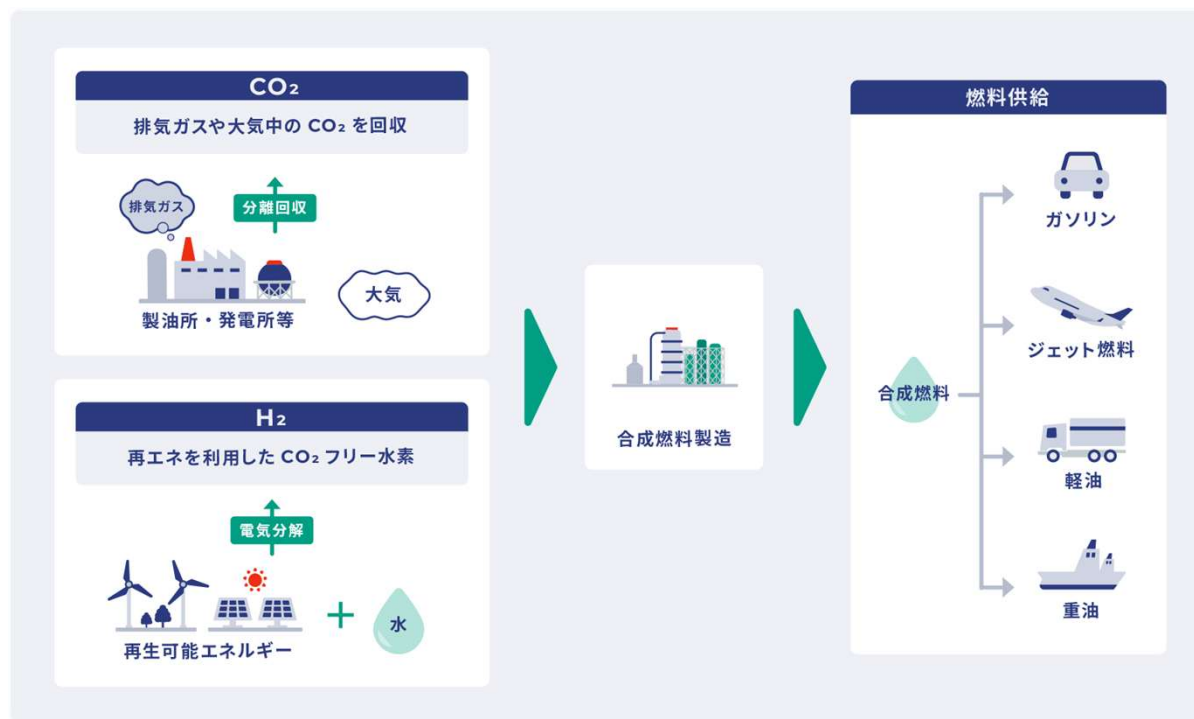 CO₂
排気ガスや大気中の CO₂ を回収
排気ガス
分離回収
大気
製油所・発電所等
H₂
再エネを利用した CO₂ フリー水素
電気分解
水
再生可能エネルギー
合成燃料製造
燃料供給
合成燃料
ガソリン
ジェット燃料
軽油
重油